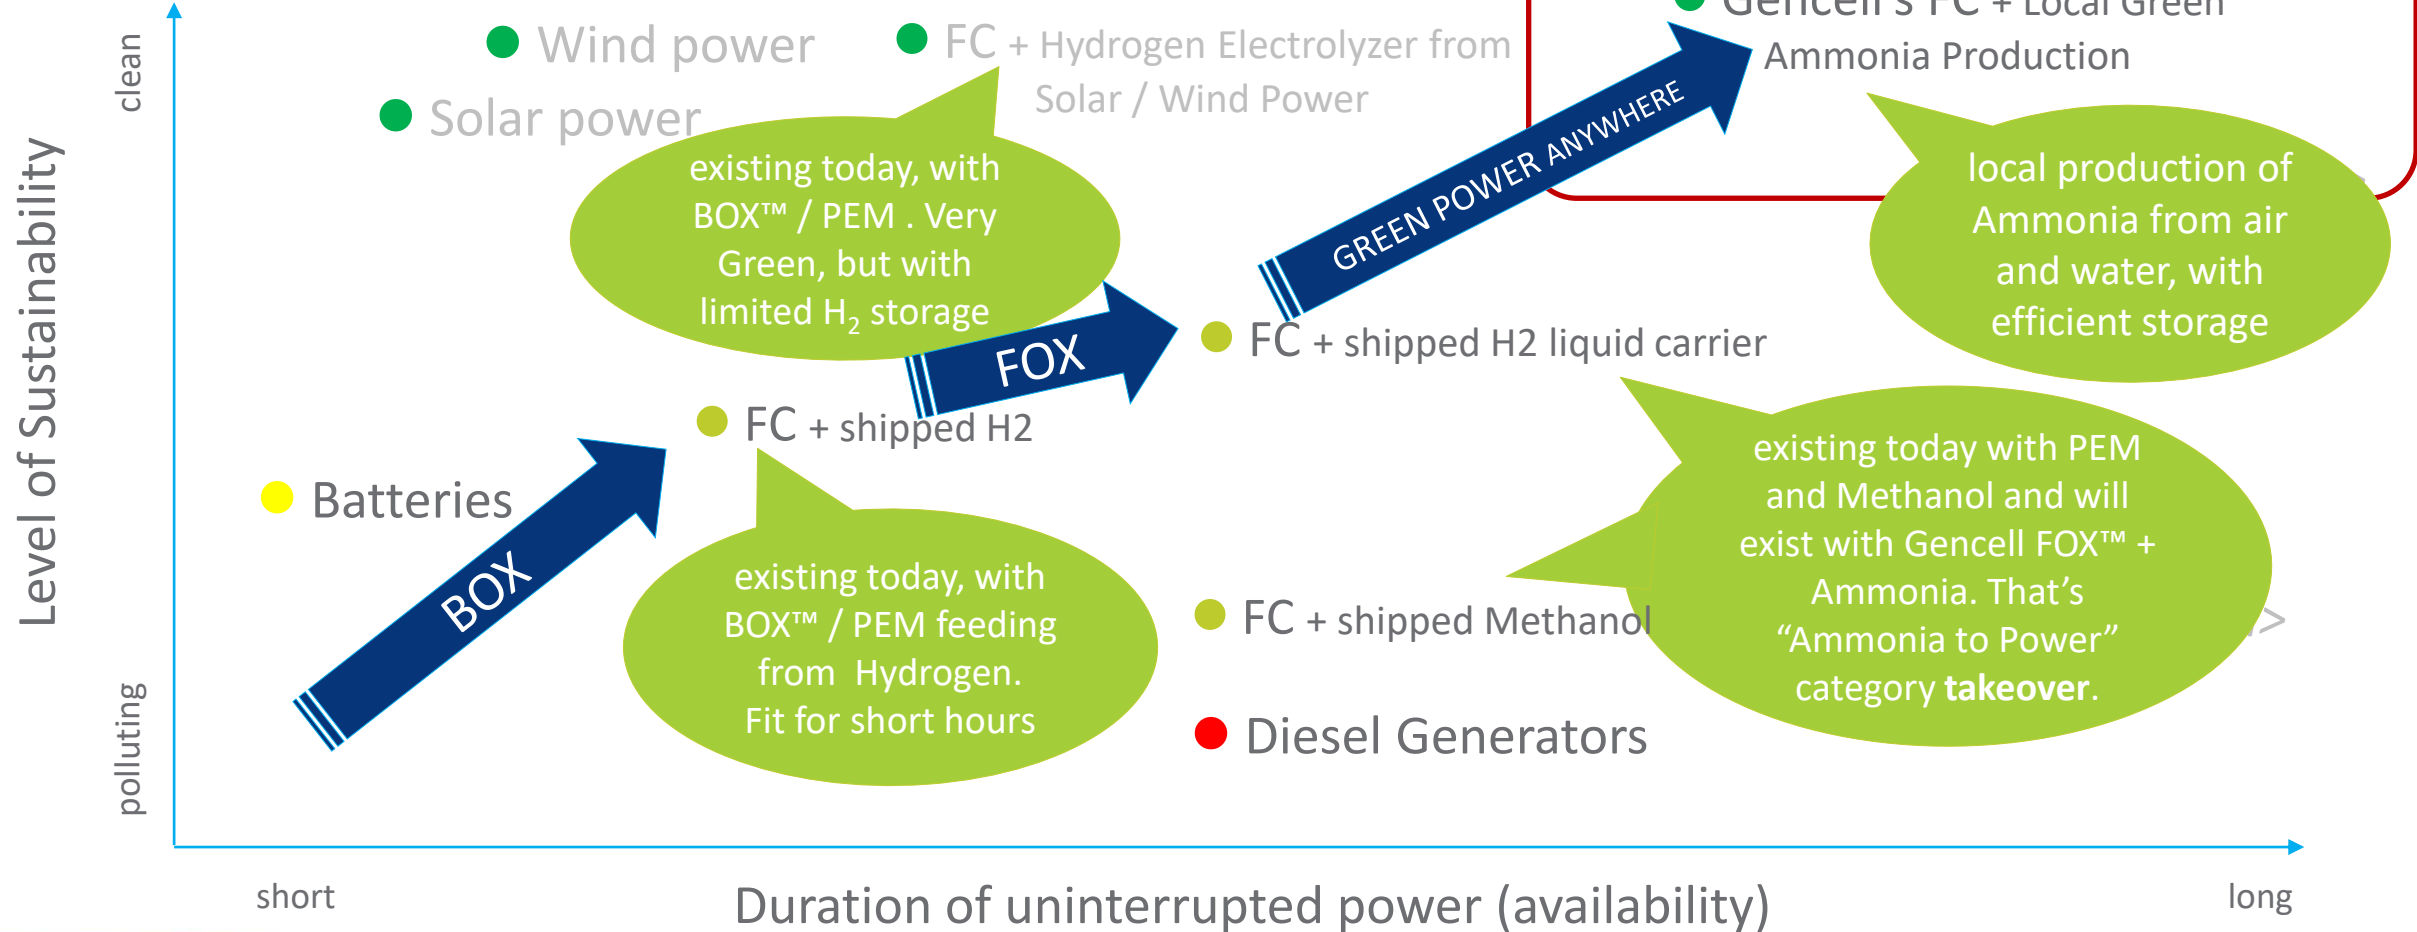 Gencell's FC + Local Green
Ammonia Production
clean
Wind power
FC + Hydrogen Electrolyzer from
Solar / Wind Power
Solar power
GREEN POWER ANYWHERE
existing today, with
BOX™ / PEM . Very
Green, but with
limited H2 storage
local production of
Ammonia from air
and water, with
efficient storage
Level of Sustainability
FOX
FC + shipped H2 liquid carrier
FC + shipped H2
Batteries
BOX
existing today, with
BOX™ / PEM feeding
from Hydrogen.
Fit for short hours
existing today with PEM
and Methanol and will
exist with Gencell FOX™ +
Ammonia. That’s
“Ammonia to Power”
category takeover.
FC + shipped Methanol
Diesel Generators
polluting
short
Duration of uninterrupted power (availability)
long